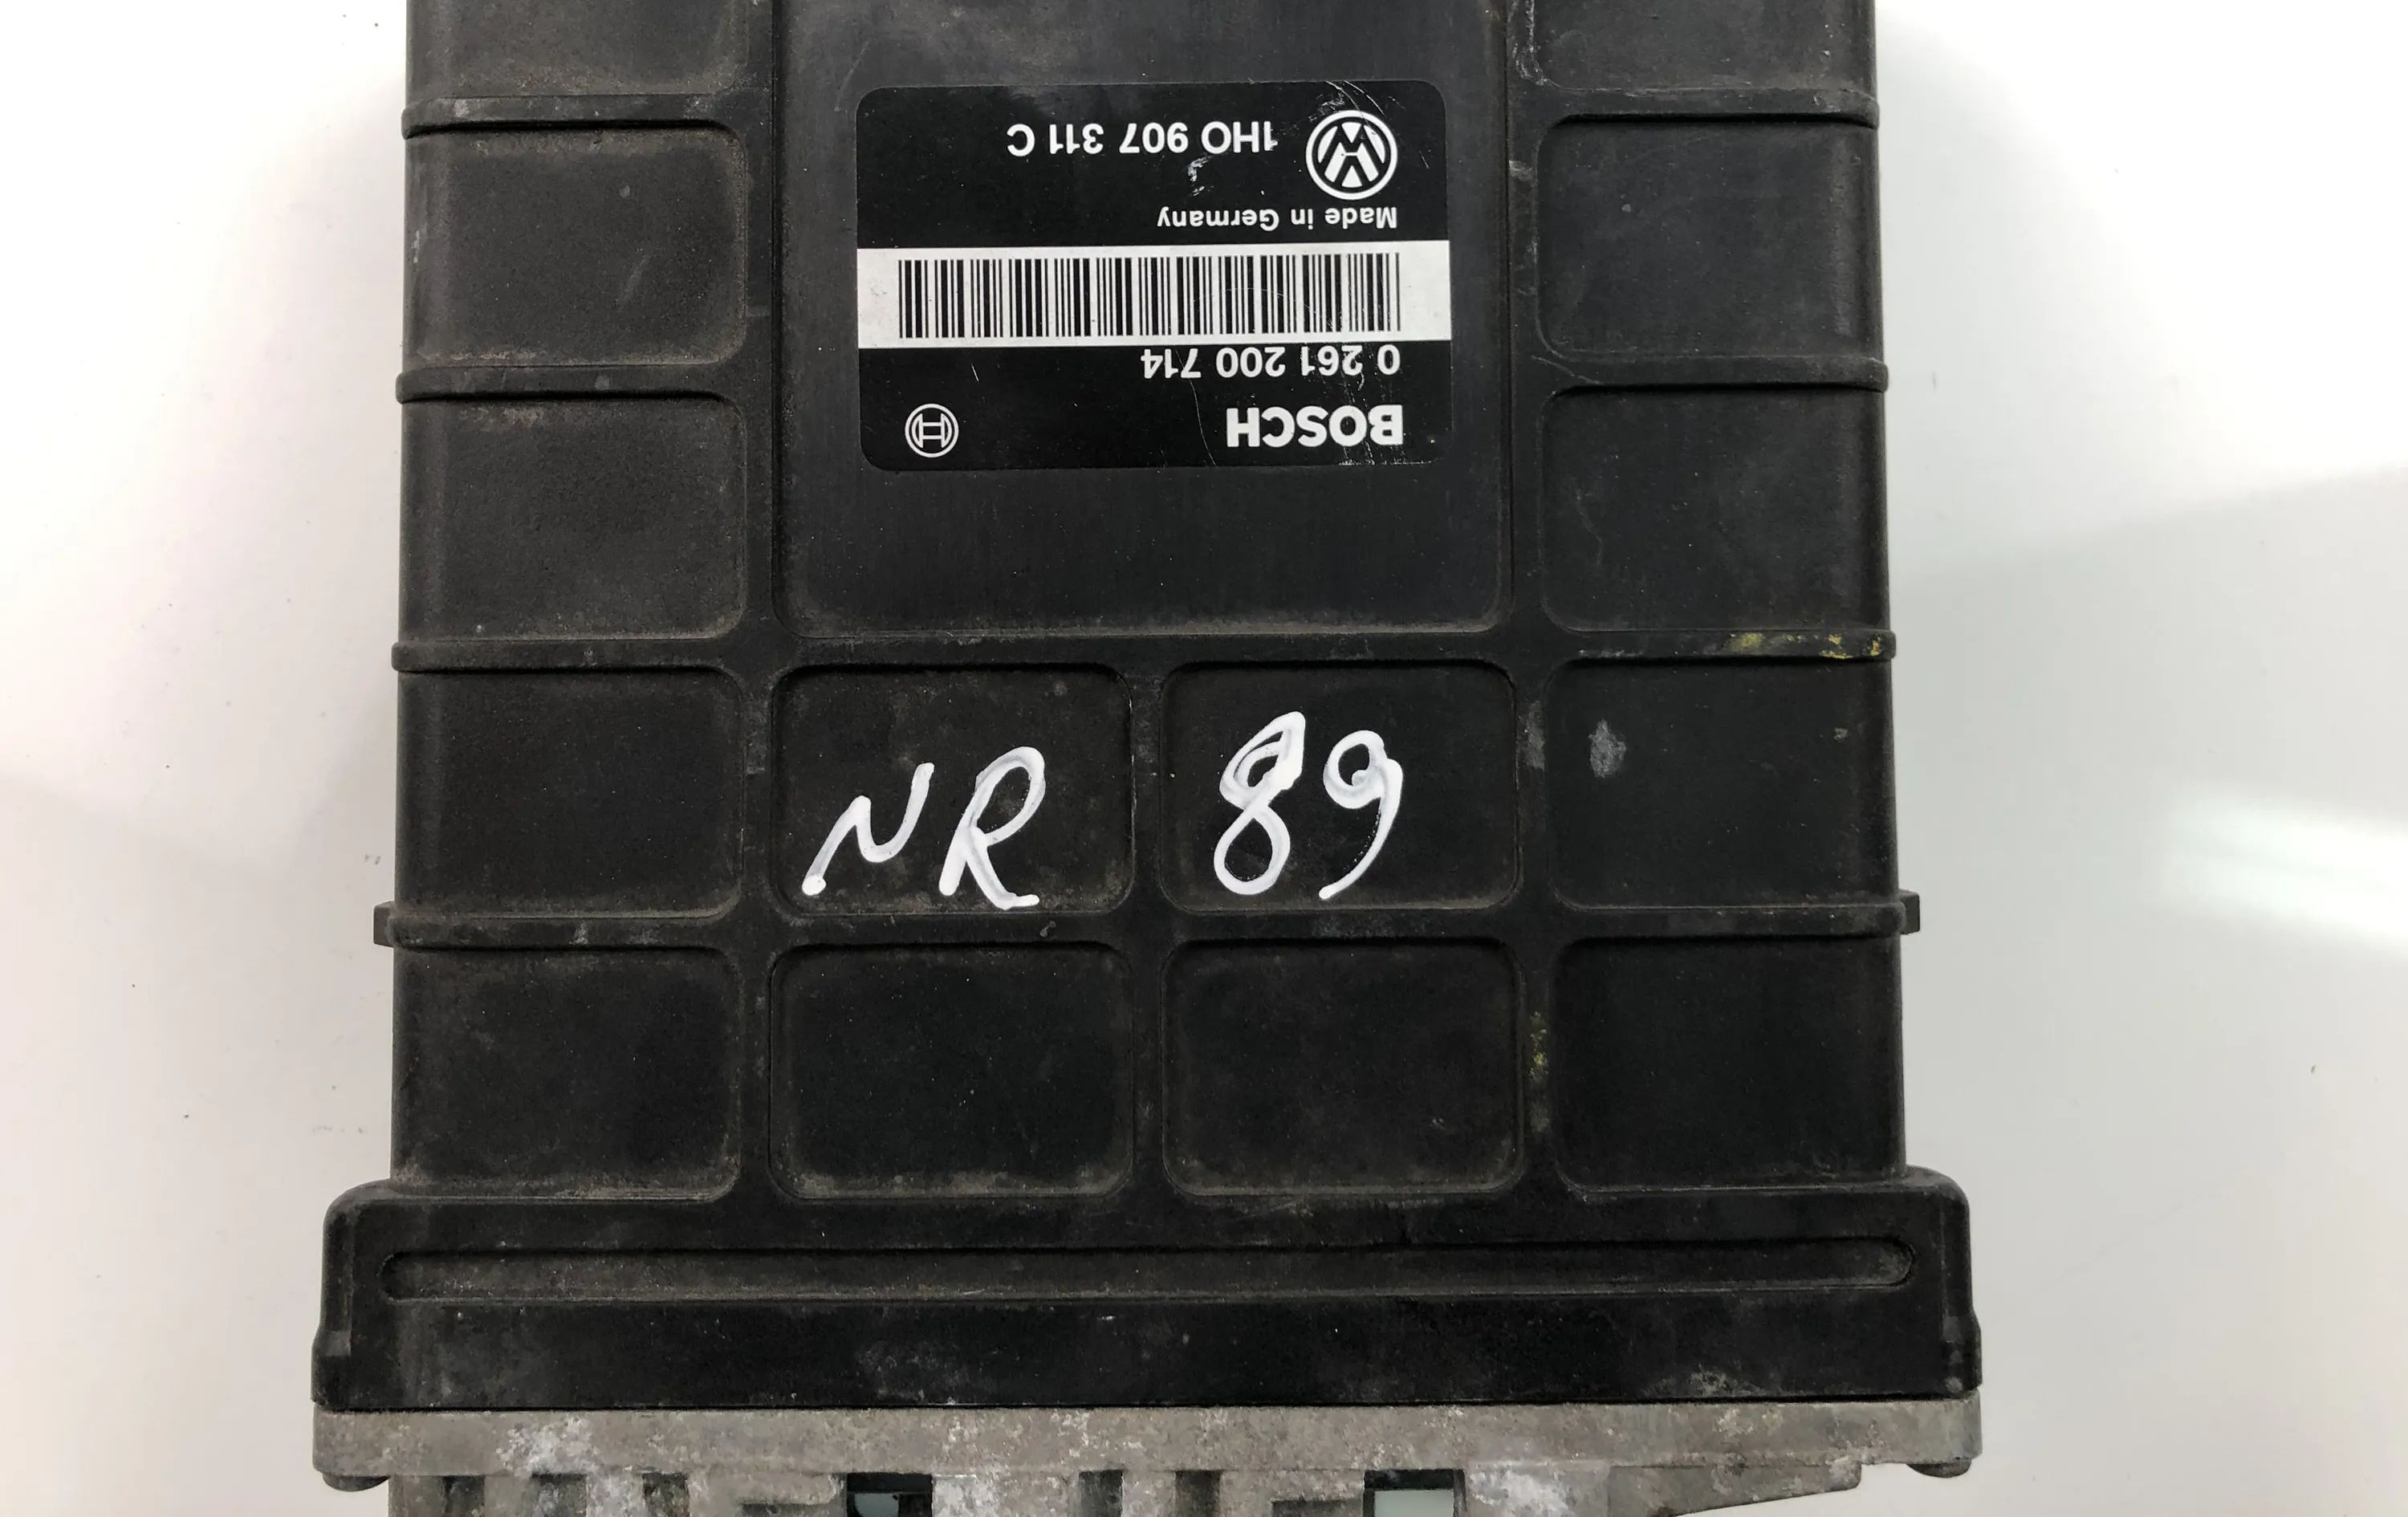 BOSCH
0 261 200 714
Made in Germany
1H0 907 311 C
NR 89